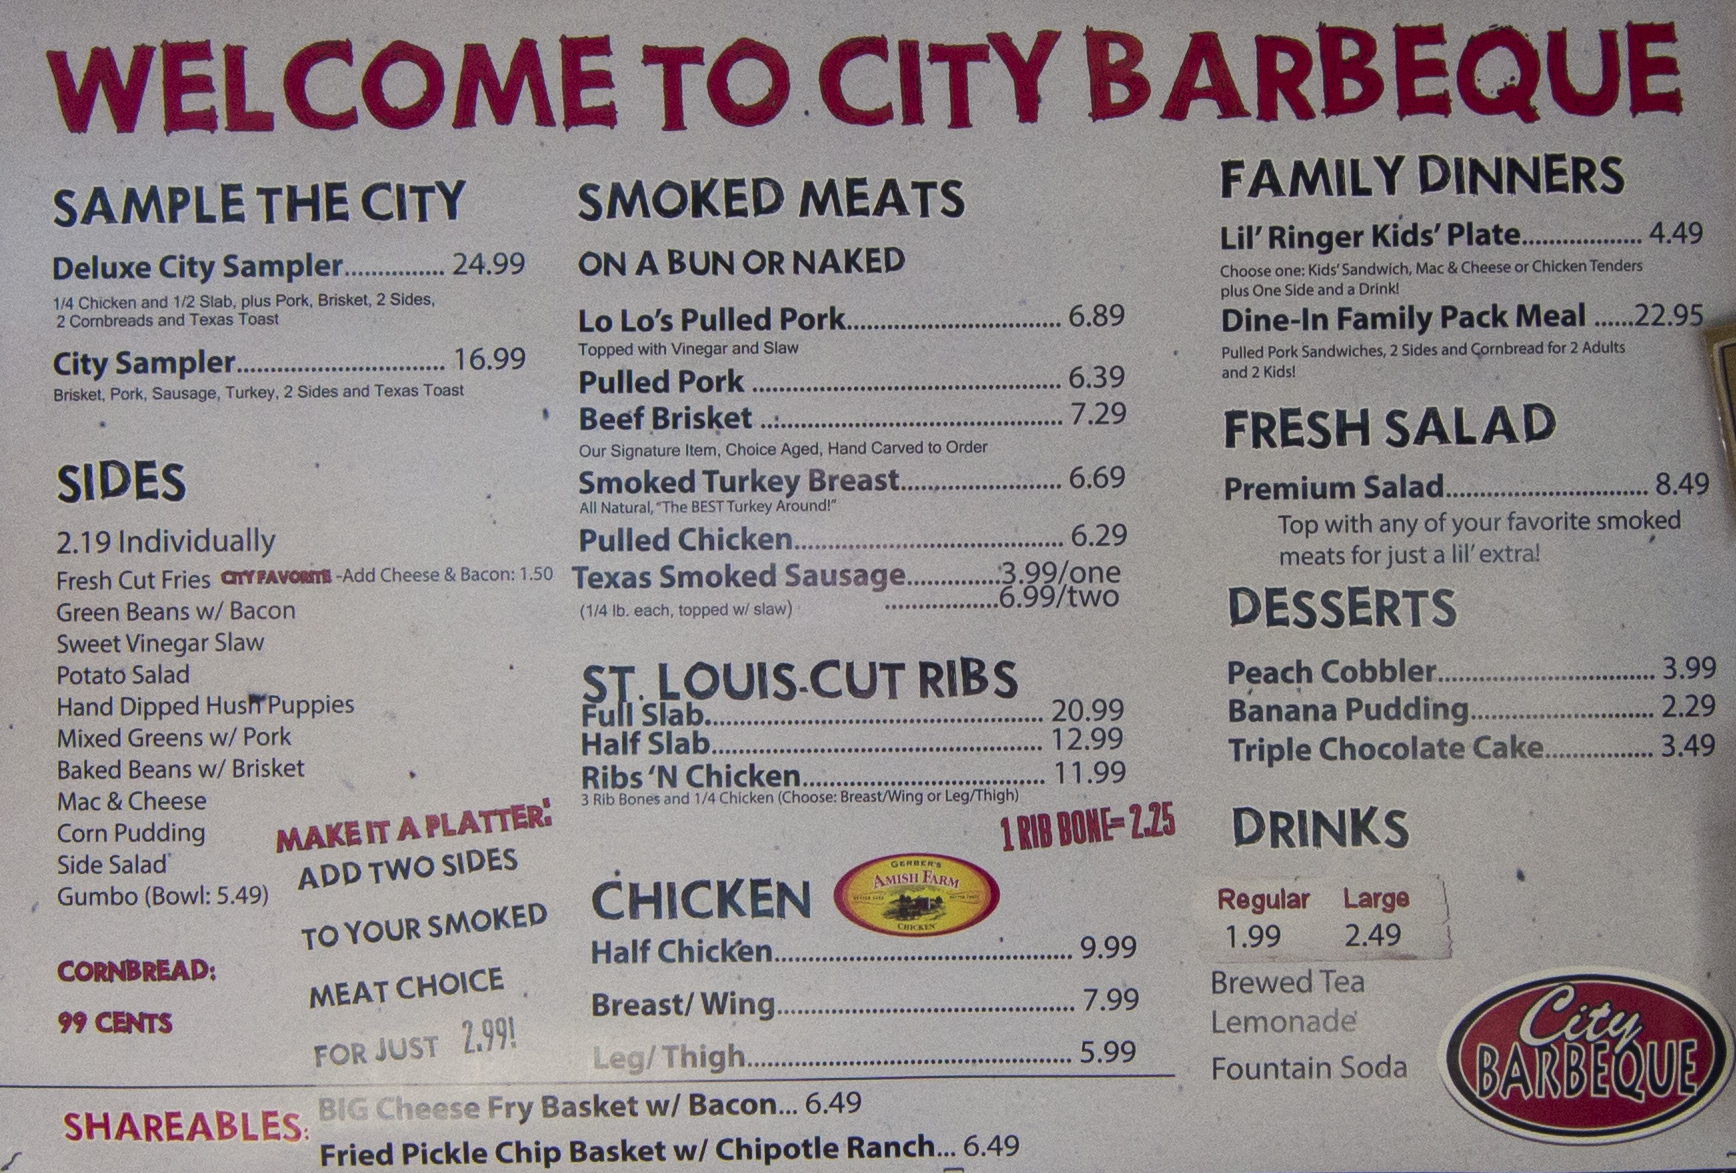 WELCOME TO CITY BARBEQUE
SAMPLE THE CITY
Deluxe City Sampler.............. 24.99
1/4 Chicken and 1/2 Slab, plus Pork, Brisket, 2 Sides,
2 Cornbreads and Texas Toast
City Sampler.............................. 16.99
Brisket, Pork, Sausage, Turkey, 2 Sides and Texas Toast
SIDES
2.19 Individually
Fresh Cut Fries CITY FAVORITE -Add Cheese & Bacon: 1.50
Green Beans w/ Bacon
Sweet Vinegar Slaw
Potato Salad
Hand Dipped Hush Puppies
Mixed Greens w/ Pork
Baked Beans w/ Brisket
Mac & Cheese
Corn Pudding
Side Salad
Gumbo (Bowl: 5.49)
MAKE IT A PLATTER:
ADD TWO SIDES
TO YOUR SMOKED
MEAT CHOICE
FOR JUST 2.99!
CORNBREAD:
99 CENTS
SMOKED MEATS
ON A BUN OR NAKED
Lo Lo's Pulled Pork............................... 6.89
Topped with Vinegar and Slaw
Pulled Pork ............................................. 6.39
Beef Brisket ............................................ 7.29
Our Signature Item, Choice Aged, Hand Carved to Order
Smoked Turkey Breast....................... 6.69
All Natural, "The BEST Turkey Around!"
Pulled Chicken....................................... 6.29
Texas Smoked Sausage.............3.99/one
(1/4 lb. each, topped w/ slaw) .................6.99/two
ST. LOUIS-CUT RIBS
Full Slab................................................ 20.99
Half Slab............................................... 12.99
Ribs 'N Chicken.................................. 11.99
3 Rib Bones and 1/4 Chicken (Choose: Breast/Wing or Leg/Thigh)
1 RIB BONE= 2.25
CHICKEN
GERBER'S
AMISH FARM
CHICKEN
Half Chicken.......................................... 9.99
Breast/ Wing.......................................... 7.99
Leg/ Thigh.............................................. 5.99
FAMILY DINNERS
Lil' Ringer Kids' Plate................... 4.49
Choose one: Kids' Sandwich, Mac & Cheese or Chicken Tenders
plus One Side and a Drink!
Dine-In Family Pack Meal ......22.95
Pulled Pork Sandwiches, 2 Sides and Cornbread for 2 Adults
and 2 Kids!
FRESH SALAD
Premium Salad............................... 8.49
Top with any of your favorite smoked
meats for just a lil' extra!
DESSERTS
Peach Cobbler................................. 3.99
Banana Pudding............................ 2.29
Triple Chocolate Cake................ 3.49
DRINKS
Regular Large
1.99 2.49
Brewed Tea
Lemonade
Fountain Soda
City
BARBEQUE
SHAREABLES:
BIG Cheese Fry Basket w/ Bacon... 6.49
Fried Pickle Chip Basket w/ Chipotle Ranch... 6.49